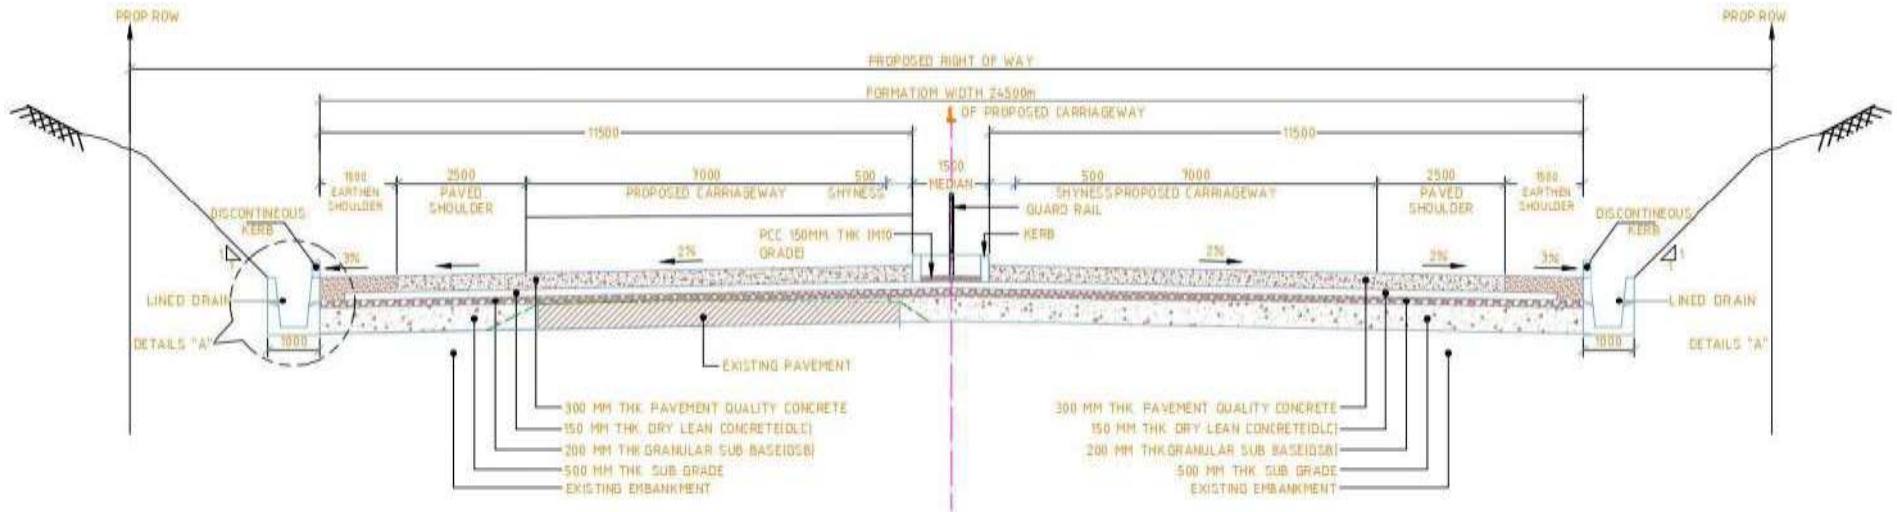 PROP ROW
PROP ROW
PROPOSED RIGHT OF WAY
FORMATIOM WIDTH 24500m
OF PROPOSED CARRIAGEWAY
11500
11500
1500
EARTHEN
SHOULDER
2500
PAVED
SHOULDER
7000
PROPOSED CARRIAGEWAY
500
SHYNESS
1500
MEDIAN
500
SHYNESS
7000
PROPOSED CARRIAGEWAY
2500
PAVED
SHOULDER
1500
EARTHEN
SHOULDER
DISCONTINEOUS
KERB
GUARD RAIL
DISCONTINEOUS
KERB
PCC 150MM THK (M10
GRADE)
KERB
1
3%
2%
2%
2%
3%
1
1
LINED DRAIN
LINED DRAIN
DETAILS "A"
1000
1000
DETAILS "A"
EXISTING PAVEMENT
300 MM THK. PAVEMENT QUALITY CONCRETE
150 MM THK. DRY LEAN CONCRETE(DLC)
200 MM THK.GRANULAR SUB BASE(GSB)
500 MM THK. SUB GRADE
EXISTING EMBANKMENT
300 MM THK. PAVEMENT QUALITY CONCRETE
150 MM THK. DRY LEAN CONCRETE(DLC)
200 MM THK.GRANULAR SUB BASE(GSB)
500 MM THK. SUB GRADE
EXISTING EMBANKMENT